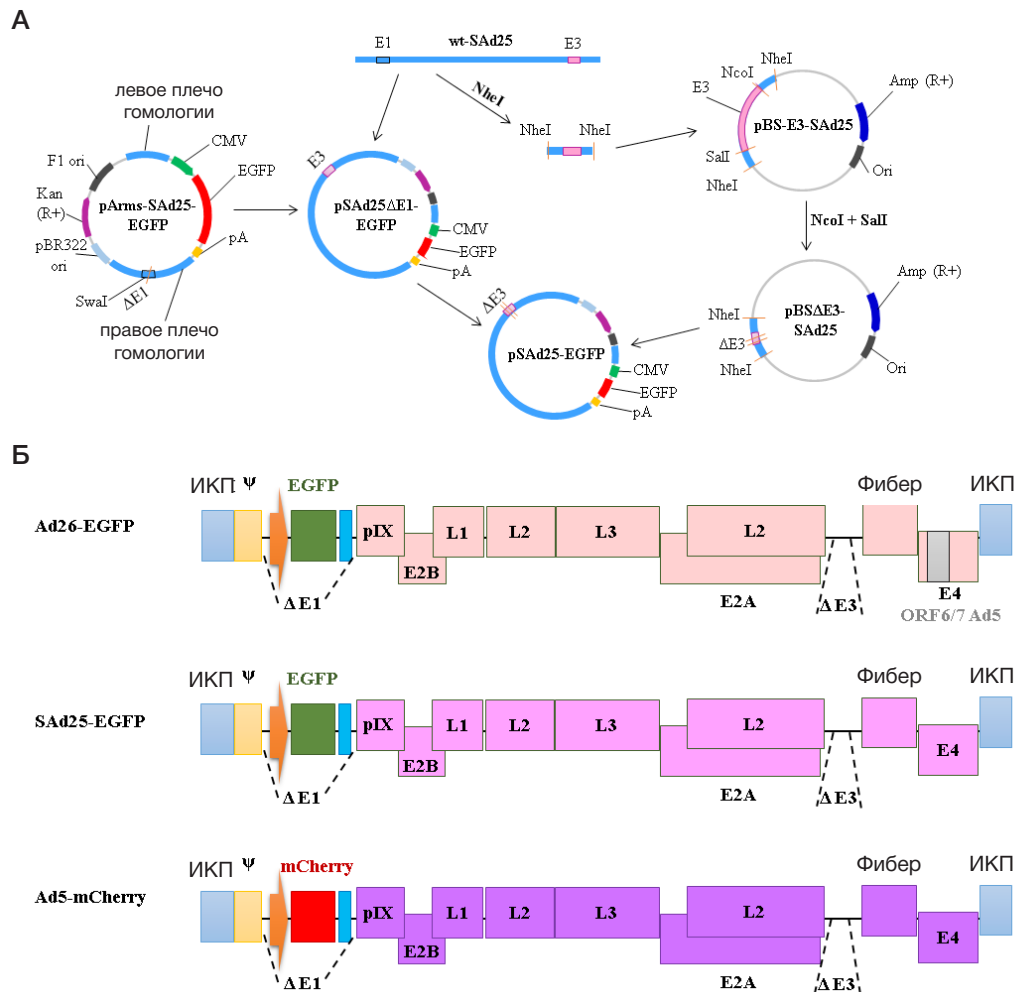 А
E1
wt-SAd25
E3
NheI
левое плечо
гомологии
CMV
F1 ori
EGFP
Kan
(R+)
pArms-SAd25-
EGFP
pBR322
ori
pA
SwaI
ΔE1
правое плечо
гомологии
E3
pSAd25ΔE1-
EGFP
CMV
EGFP
pA
NheI
NheI
NheI
NcoI
E3
Amp (R+)
pBS-E3-SAd25
SalI
Ori
NheI
NcoI + SalI
Amp (R+)
NheI
pBSΔE3-
SAd25
ΔE3
NheI
Ori
ΔE3
pSAd25-EGFP
CMV
EGFP
pA
Б
ИКП Ψ EGFP Фибер ИКП
Ad26-EGFP
pIX L1 L2 L3 L2
E2B
ΔE1 E2A ΔE3 E4
ORF6/7 Ad5
ИКП Ψ EGFP Фибер ИКП
SAd25-EGFP
pIX L1 L2 L3 L2
E2B E4
ΔE1 E2A ΔE3
ИКП Ψ mCherry Фибер ИКП
Ad5-mCherry
pIX L1 L2 L3 L2
E2B E4
ΔE1 E2A ΔE3